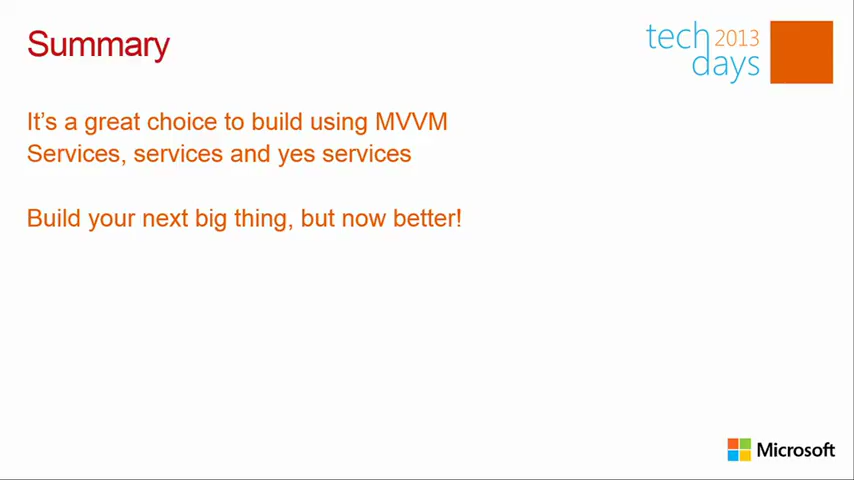 Summary
tech 2013
days
It's a great choice to build using MVVM
Services, services and yes services
Build your next big thing, but now better!
Microsoft